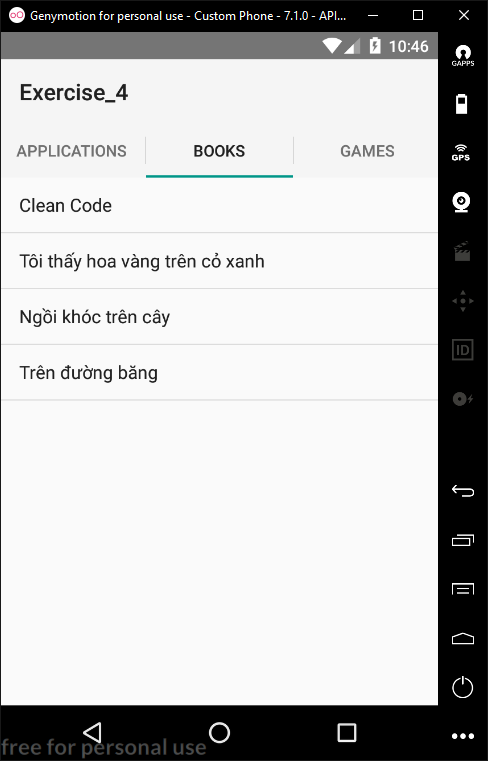 Genymotion for personal use - Custom Phone - 7.1.0 - API...
10:46
GAPPS
Exercise_4
APPLICATIONS BOOKS GAMES
GPS
Clean Code
Tôi thấy hoa vàng trên cỏ xanh
Ngồi khóc trên cây
ID
Trên đường băng
free for personal use